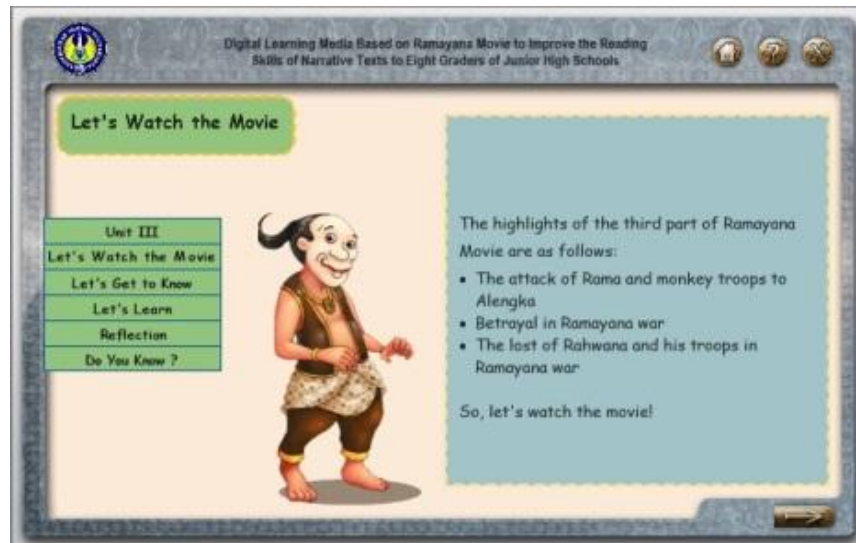 Digital Learning Media Based on Ramayana Movie to Improve the Reading
Skills of Narrative Texts to Eight Graders of Junior High Schools
Let's Watch the Movie
Unit III
Let's Watch the Movie
Let's Get to Know
Let's Learn
Reflection
Do You Know ?
The highlights of the third part of Ramayana
Movie are as follows:
• The attack of Rama and monkey troops to
Alengka
• Betrayal in Ramayana war
• The lost of Rahwana and his troops in
Ramayana war
So, let's watch the movie!